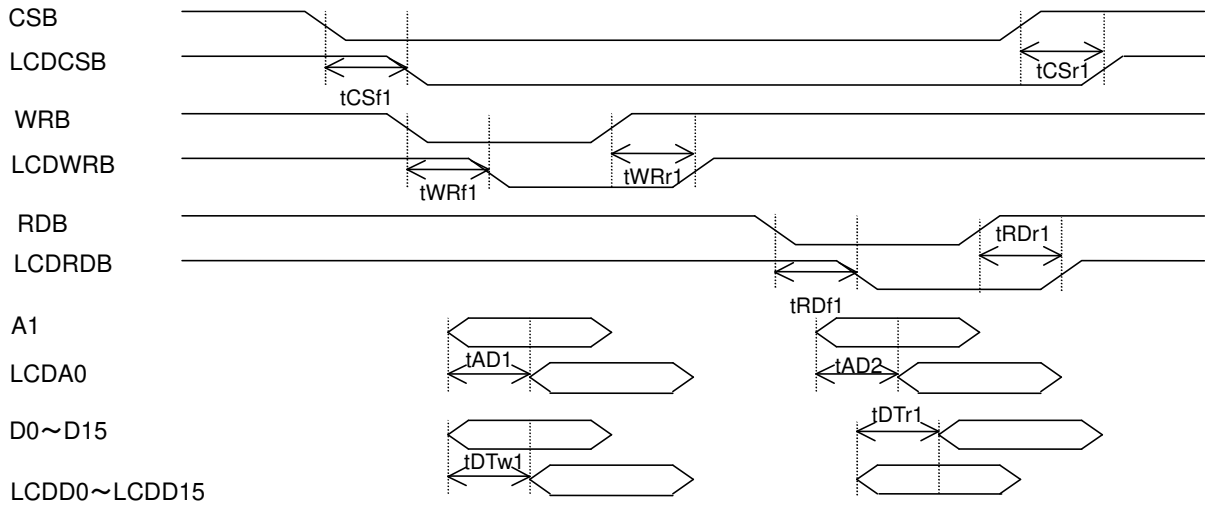 CSB
LCDCSB
tCSr1
tCSf1
WRB
LCDWRB
tWRr1
tWRf1
RDB
tRDr1
LCDRDB
tRDf1
A1
tAD1
tAD2
LCDA0
tDTr1
D0～D15
tDTw1
LCDD0～LCDD15